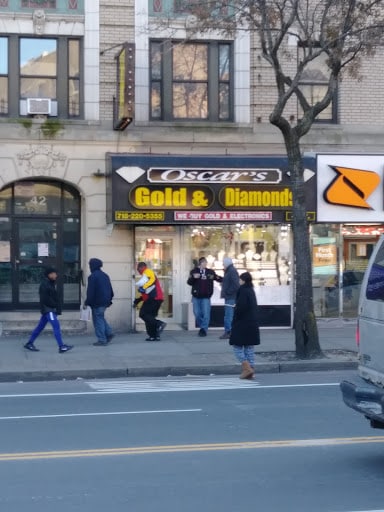 Oscar's
Gold & Diamonds
718-220-5355
WE BUY GOLD & ELECTRONICS
42